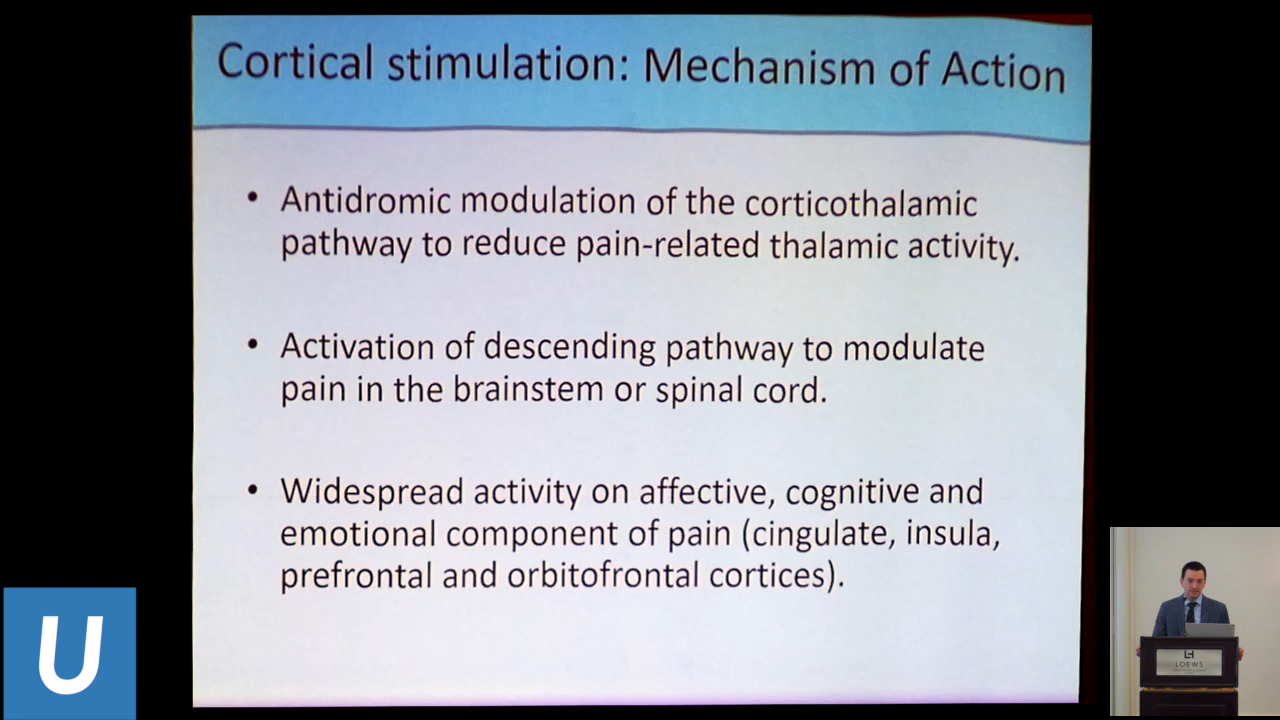 Cortical stimulation: Mechanism of Action
• Antidromic modulation of the corticothalamic
pathway to reduce pain-related thalamic activity.
• Activation of descending pathway to modulate
pain in the brainstem or spinal cord.
• Widespread activity on affective, cognitive and
emotional component of pain (cingulate, insula,
prefrontal and orbitofrontal cortices).
U
LOEWS